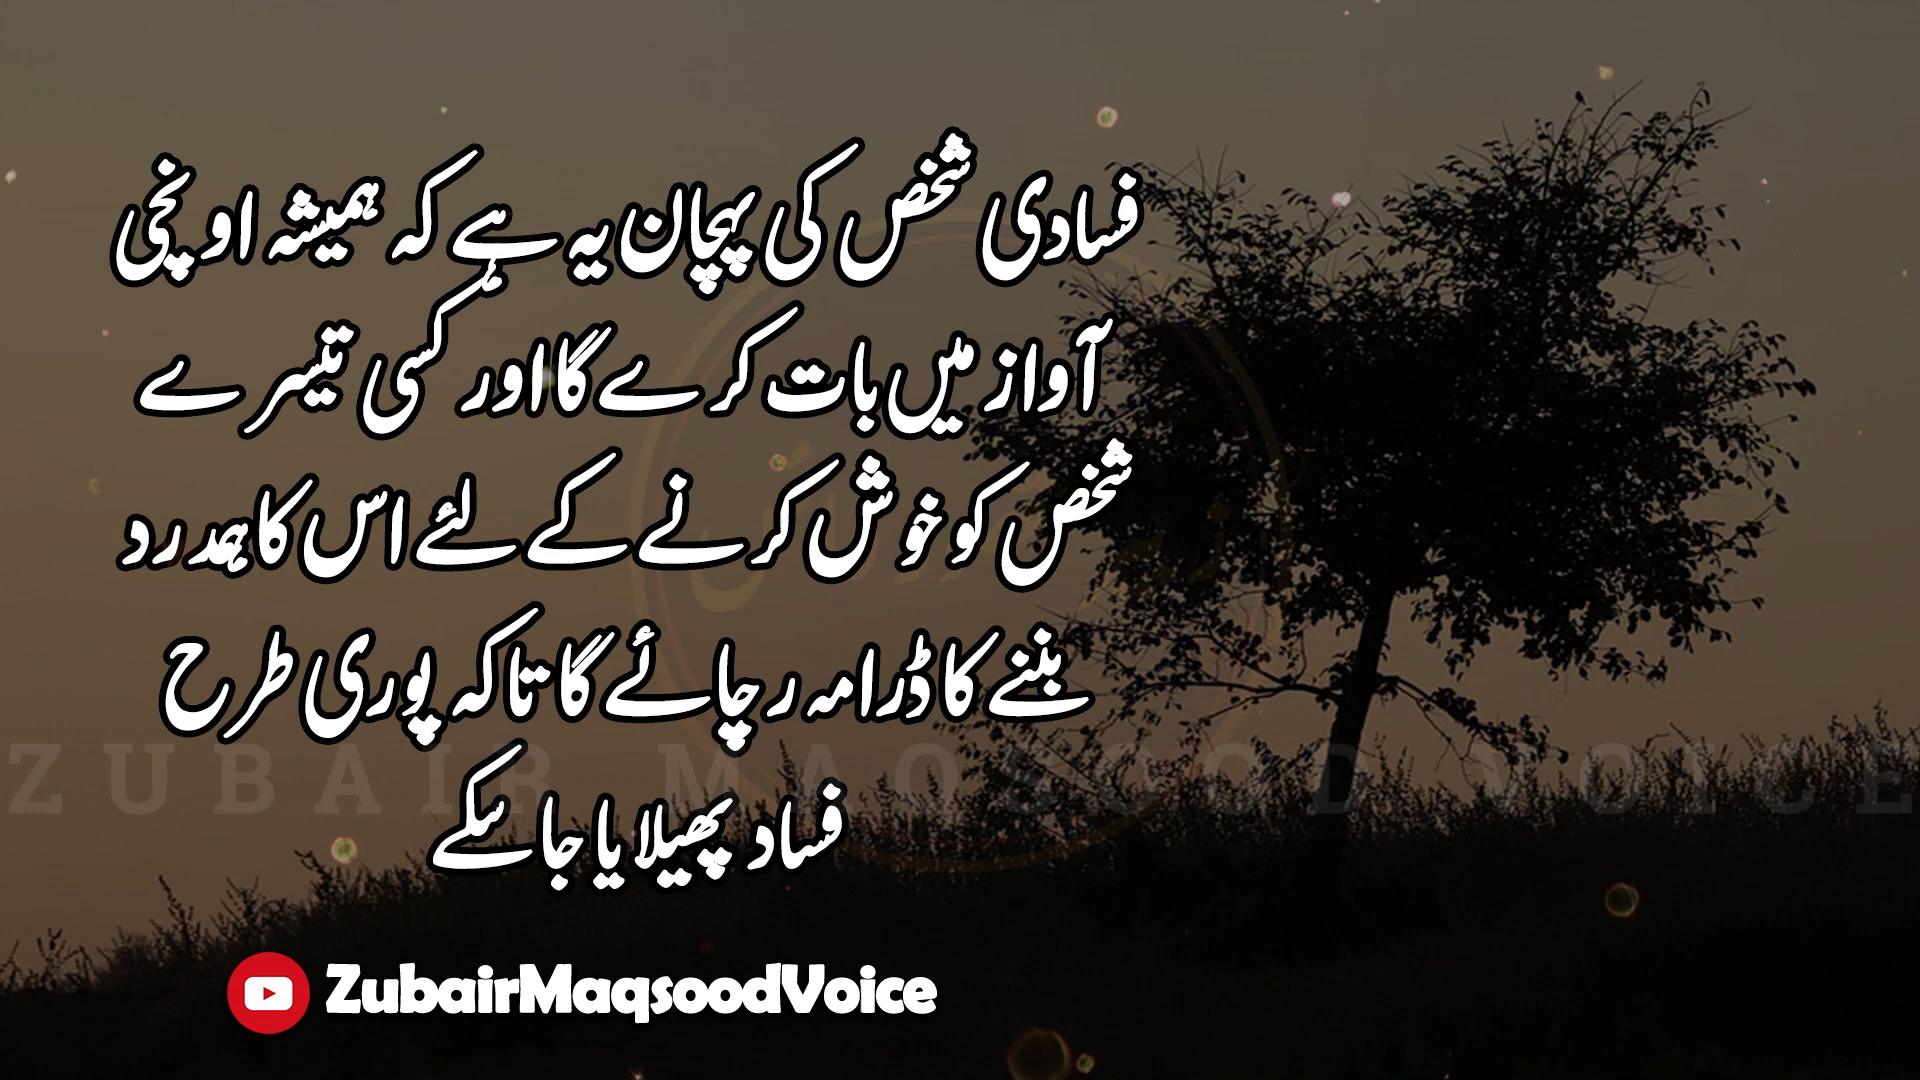 فسادی شخص کی پہچان یہ ہے کہ ہمیشہ اونچی
آواز میں بات کرے گا اور کسی تیسرے
شخص کو خوش کرنے کے لئے اس کا ہمدرد
بننے کا ڈرامہ رچائے گا تاکہ پوری طرح
فساد پھیلایا جا سکے
ZUBAIR MAQSOOD VOICE
ZubairMaqsoodVoice